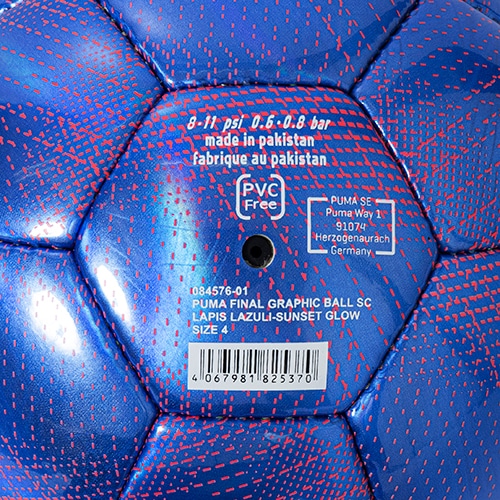 8-11 psi 0.6-0.8 bar
made in pakistan
fabrique au pakistan
PVC
Free
PUMA SE
Puma Way 1
91074
Herzogenaurach
Germany
084576-01
PUMA FINAL GRAPHIC BALL SC
LAPIS LAZULI-SUNSET GLOW
SIZE 4
4 067981 825370